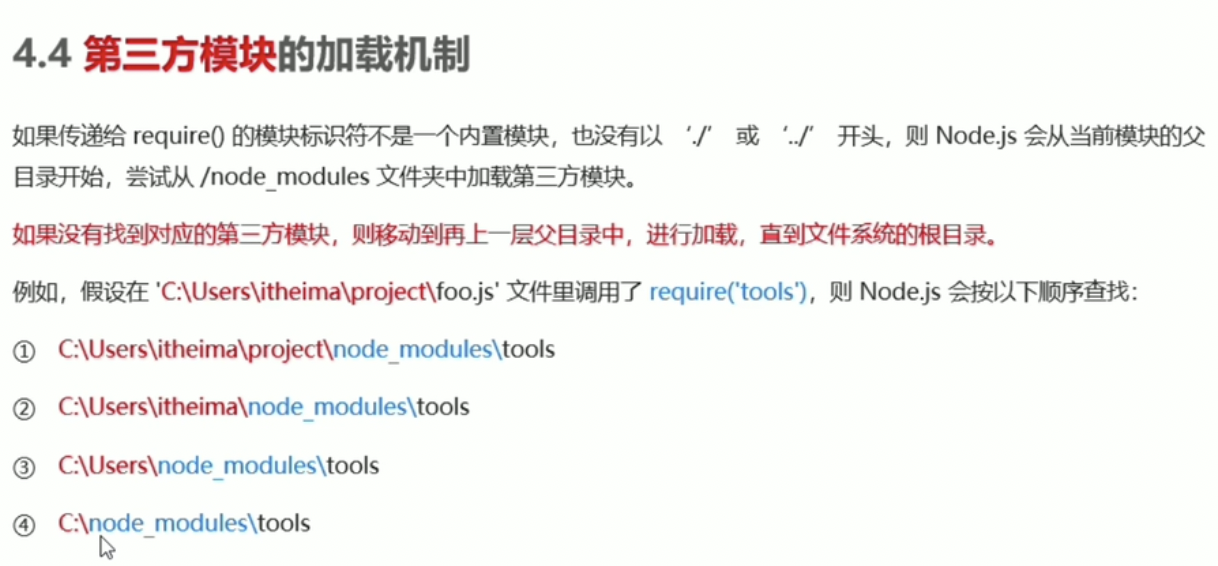 4.4 第三方模块的加载机制
如果传递给 require() 的模块标识符不是一个内置模块，也没有以 ‘./’ 或 ‘../’ 开头，则 Node.js 会从当前模块的父
目录开始，尝试从 /node_modules 文件夹中加载第三方模块。
如果没有找到对应的第三方模块，则移动到再上一层父目录中，进行加载，直到文件系统的根目录。
例如，假设在 'C:\Users\itheima\project\foo.js' 文件里调用了 require('tools')，则 Node.js 会按以下顺序查找：
① C:\Users\itheima\project\node_modules\tools
② C:\Users\itheima\node_modules\tools
③ C:\Users\node_modules\tools
④ C:\node_modules\tools